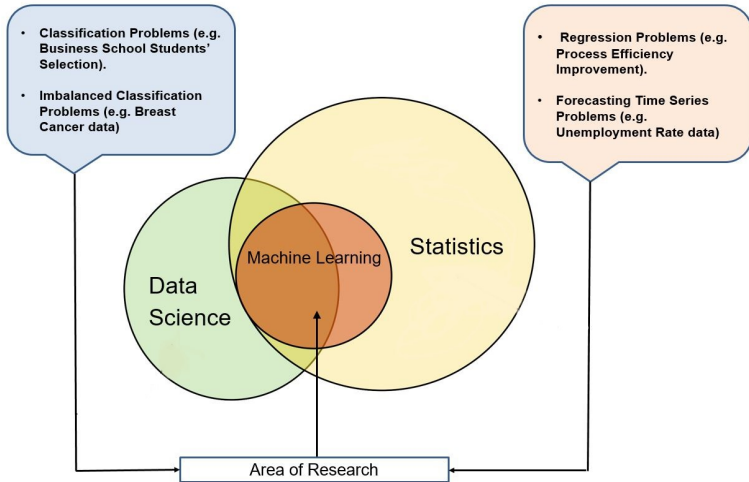 • Classification Problems (e.g.
Business School Students'
Selection).
• Imbalanced Classification
Problems (e.g. Breast
Cancer data)
• Regression Problems (e.g.
Process Efficiency
Improvement).
• Forecasting Time Series
Problems (e.g.
Unemployment Rate data)
Statistics
Machine Learning
Data
Science
Area of Research